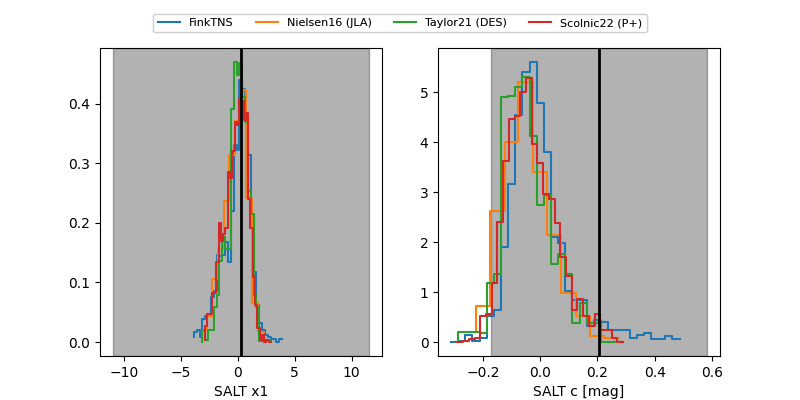 FinkTNS Nielsen16 (JLA) Taylor21 (DES) Scolnic22 (P+)
0.4
0.3
0.2
0.1
0.0
−10 −5 0 5 10
SALT x1
5
4
3
2
1
0
−0.2 0.0 0.2 0.4 0.6
SALT c [mag]